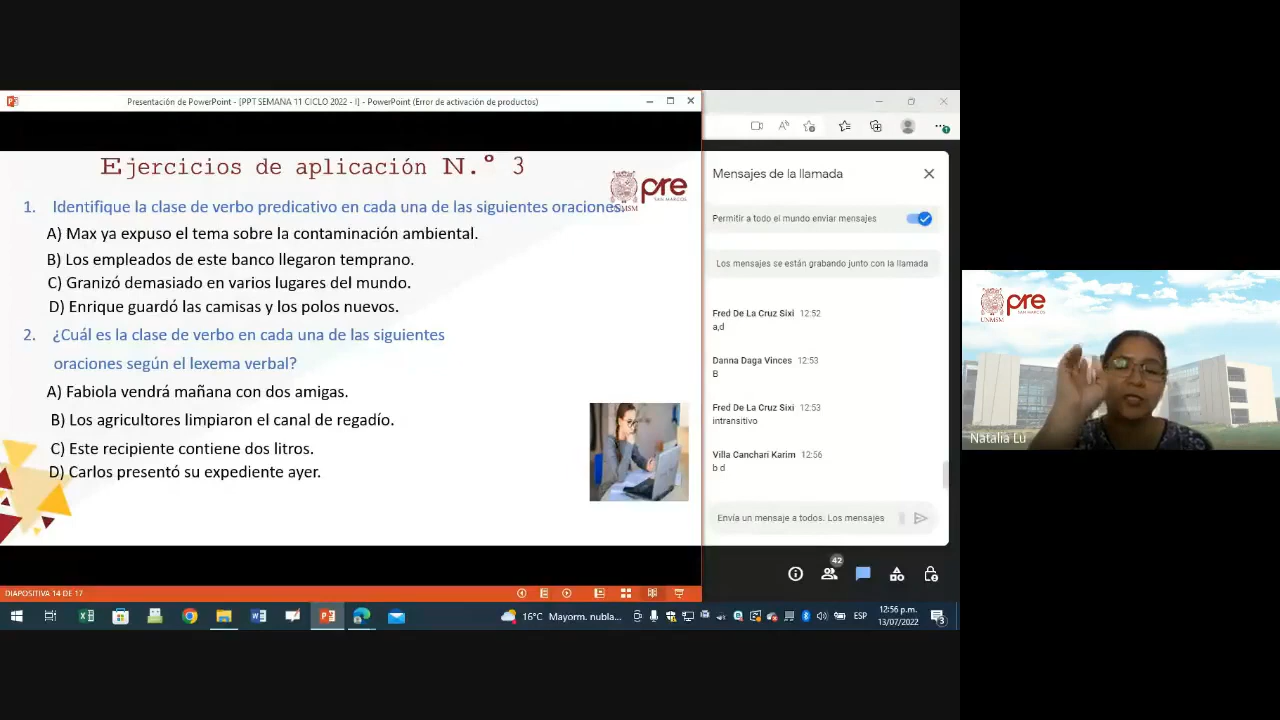 Presentación de PowerPoint - [PPT SEMANA 11 CICLO 2022 - I] - PowerPoint (Error de activación de productos)
Ejercicios de aplicación N.º 3
pre
SAN MARCOS
UNMSM
1. Identifique la clase de verbo predicativo en cada una de las siguientes oraciones.
A) Max ya expuso el tema sobre la contaminación ambiental.
B) Los empleados de este banco llegaron temprano.
C) Granizó demasiado en varios lugares del mundo.
D) Enrique guardó las camisas y los polos nuevos.
2. ¿Cuál es la clase de verbo en cada una de las siguientes
oraciones según el lexema verbal?
A) Fabiola vendrá mañana con dos amigas.
B) Los agricultores limpiaron el canal de regadío.
C) Este recipiente contiene dos litros.
D) Carlos presentó su expediente ayer.
DIAPOSITIVA 14 DE 17
Mensajes de la llamada
Permitir a todo el mundo enviar mensajes
Los mensajes se están grabando junto con la llamada
Fred De La Cruz Sixi 12:52
a,d
Danna Daga Vinces 12:53
B
Fred De La Cruz Sixi 12:53
intransitivo
Villa Canchari Karim 12:56
b d
Envía un mensaje a todos. Los mensajes
42
16°C Mayorm. nubla...
ESP
12:56 p.m.
13/07/2022
3
pre
SAN MARCOS
UNMSM
Natalia Lu